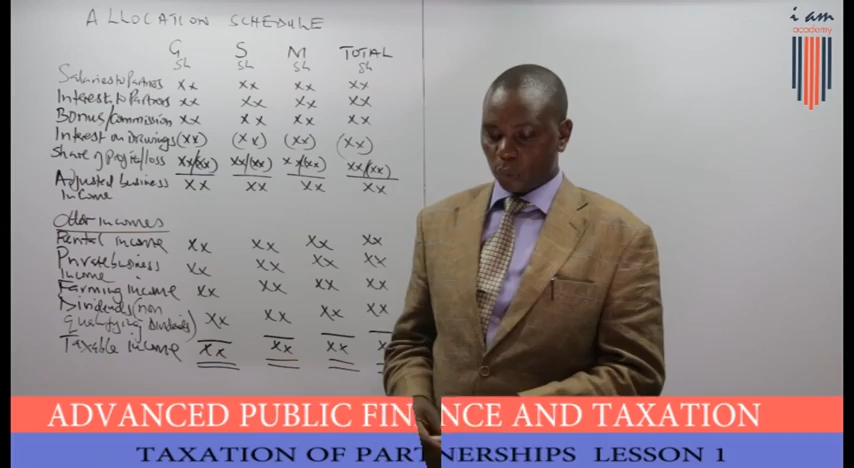 ALLOCATION SCHEDULE
G S M TOTAL
sh sh sh sh
Salaries to Partners xx xx xx xx
Interest to Partners xx xx xx xx
Bonus/Commission xx xx xx xx
Interest on Drawings (xx) (xx) (xx) (xx)
Share of Profit/loss xx/(xx) xx/(xx) xx/(xx) xx/(xx)
Adjusted business xx xx xx xx
Income
Other incomes
Rental income xx xx xx xx
Private business xx xx xx xx
Income
Farming income xx xx xx xx
Dividends (non
qualifying dividends) xx xx xx xx
Taxable income xx xx xx x
i am
academy
ADVANCED PUBLIC FINANCE AND TAXATION
TAXATION OF PARTNERSHIPS LESSON 1